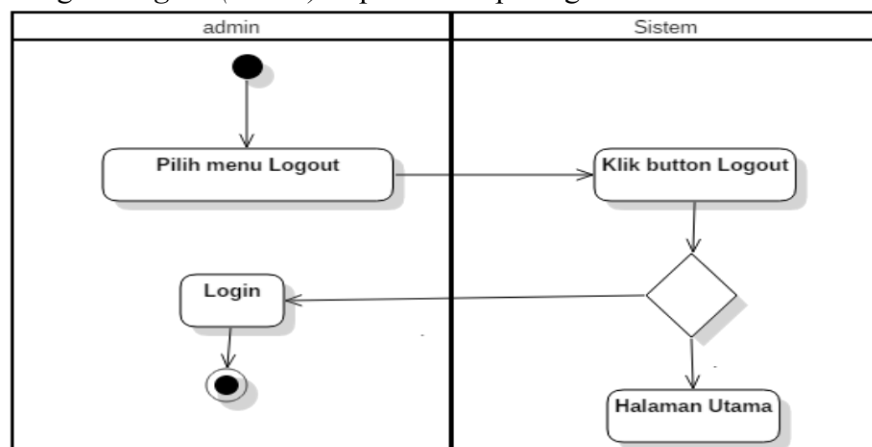 admin
Sistem
Pilih menu Logout
Klik button Logout
Login
Halaman Utama